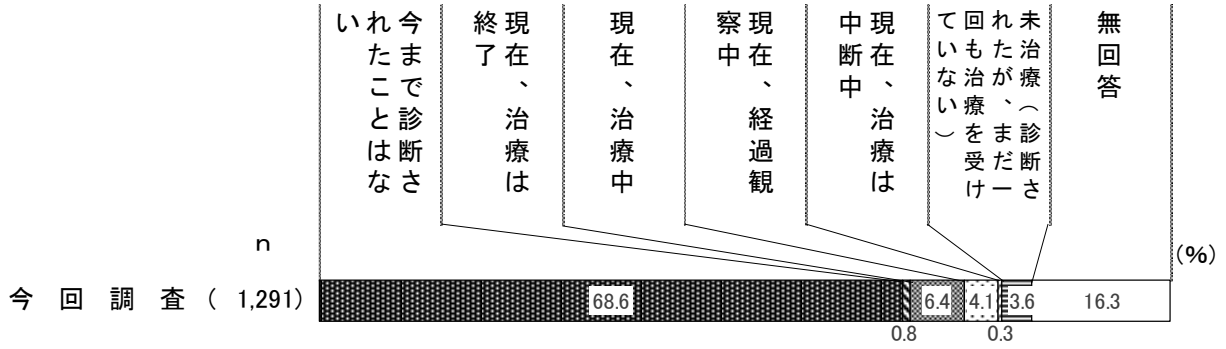 今まで診断さ
れたことはな
い
現在、治療は
終了
現在、治療中
現在、経過観
察中
現在、治療は
中断中
未治療（診断さ
れたが、まだ一
回も治療を受け
ていない）
無回答
n
(%)
今回調査( 1,291)
68.6
6.4
4.1
3.6
16.3
0.8
0.3